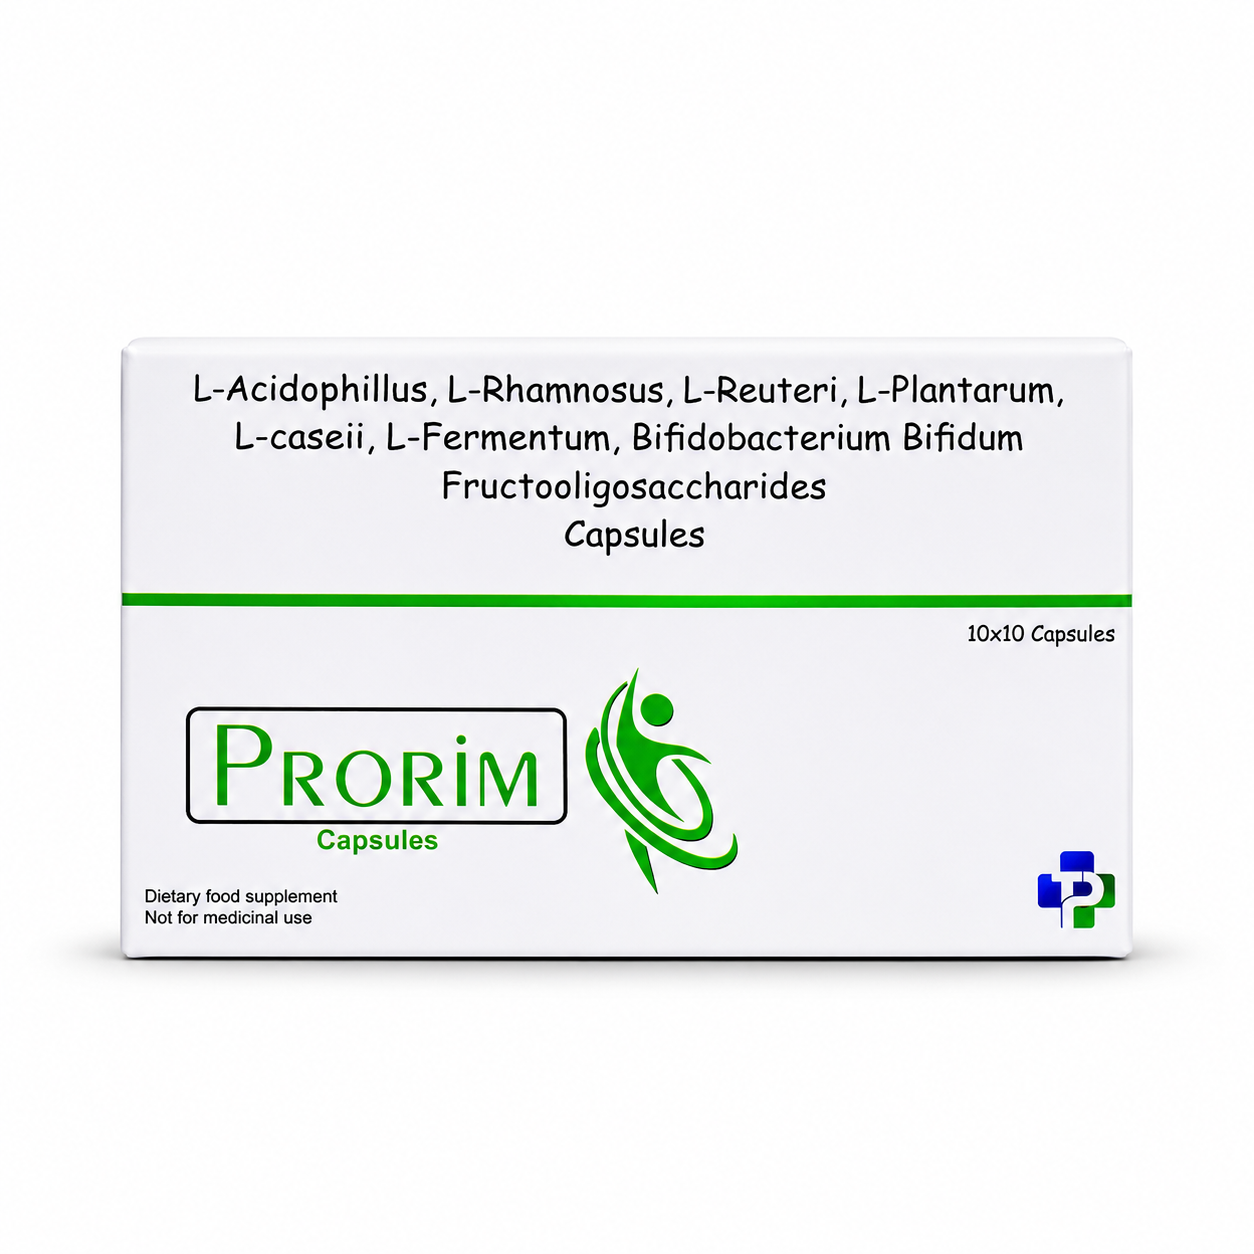 L-Acidophillus, L-Rhamnosus, L-Reuteri, L-Plantarum,
L-caseii, L-Fermentum, Bifidobacterium Bifidum
Fructooligosaccharides
Capsules
10x10 Capsules
PRORIM
Capsules
Dietary food supplement
Not for medicinal use
TP